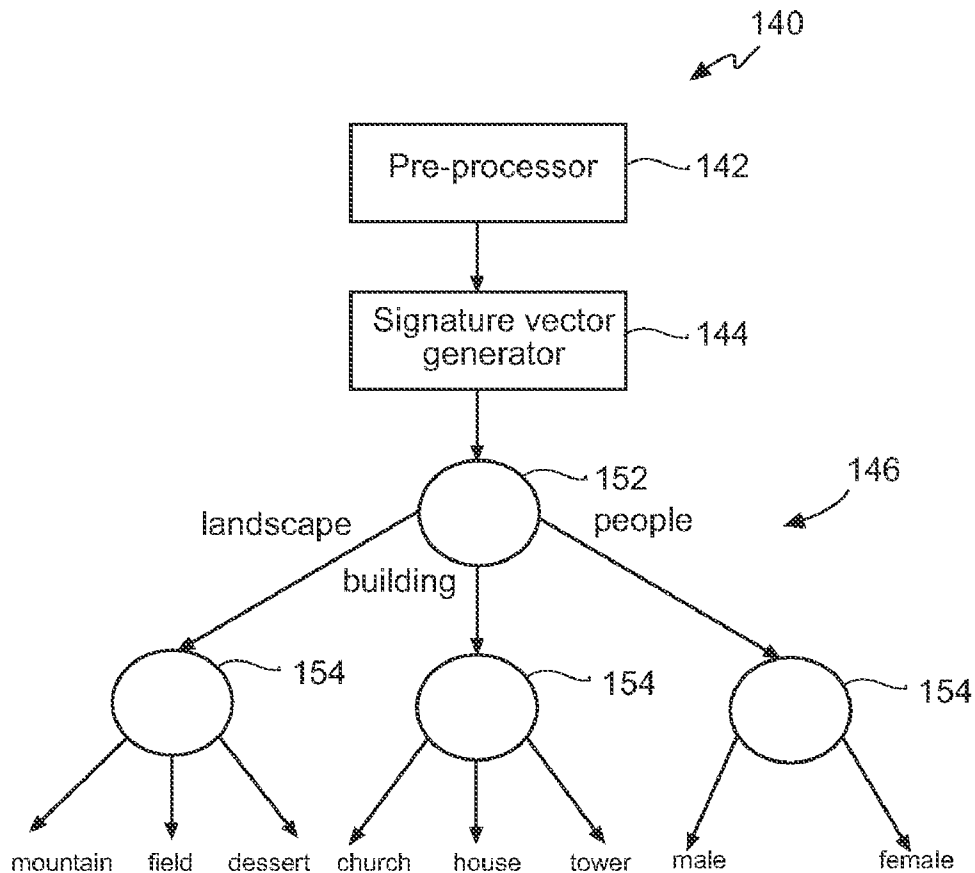 140
Pre-processor
142
Signature vector
generator
144
152
146
landscape
people
building
154
154
154
mountain
field
dessert
church
house
tower
male
female